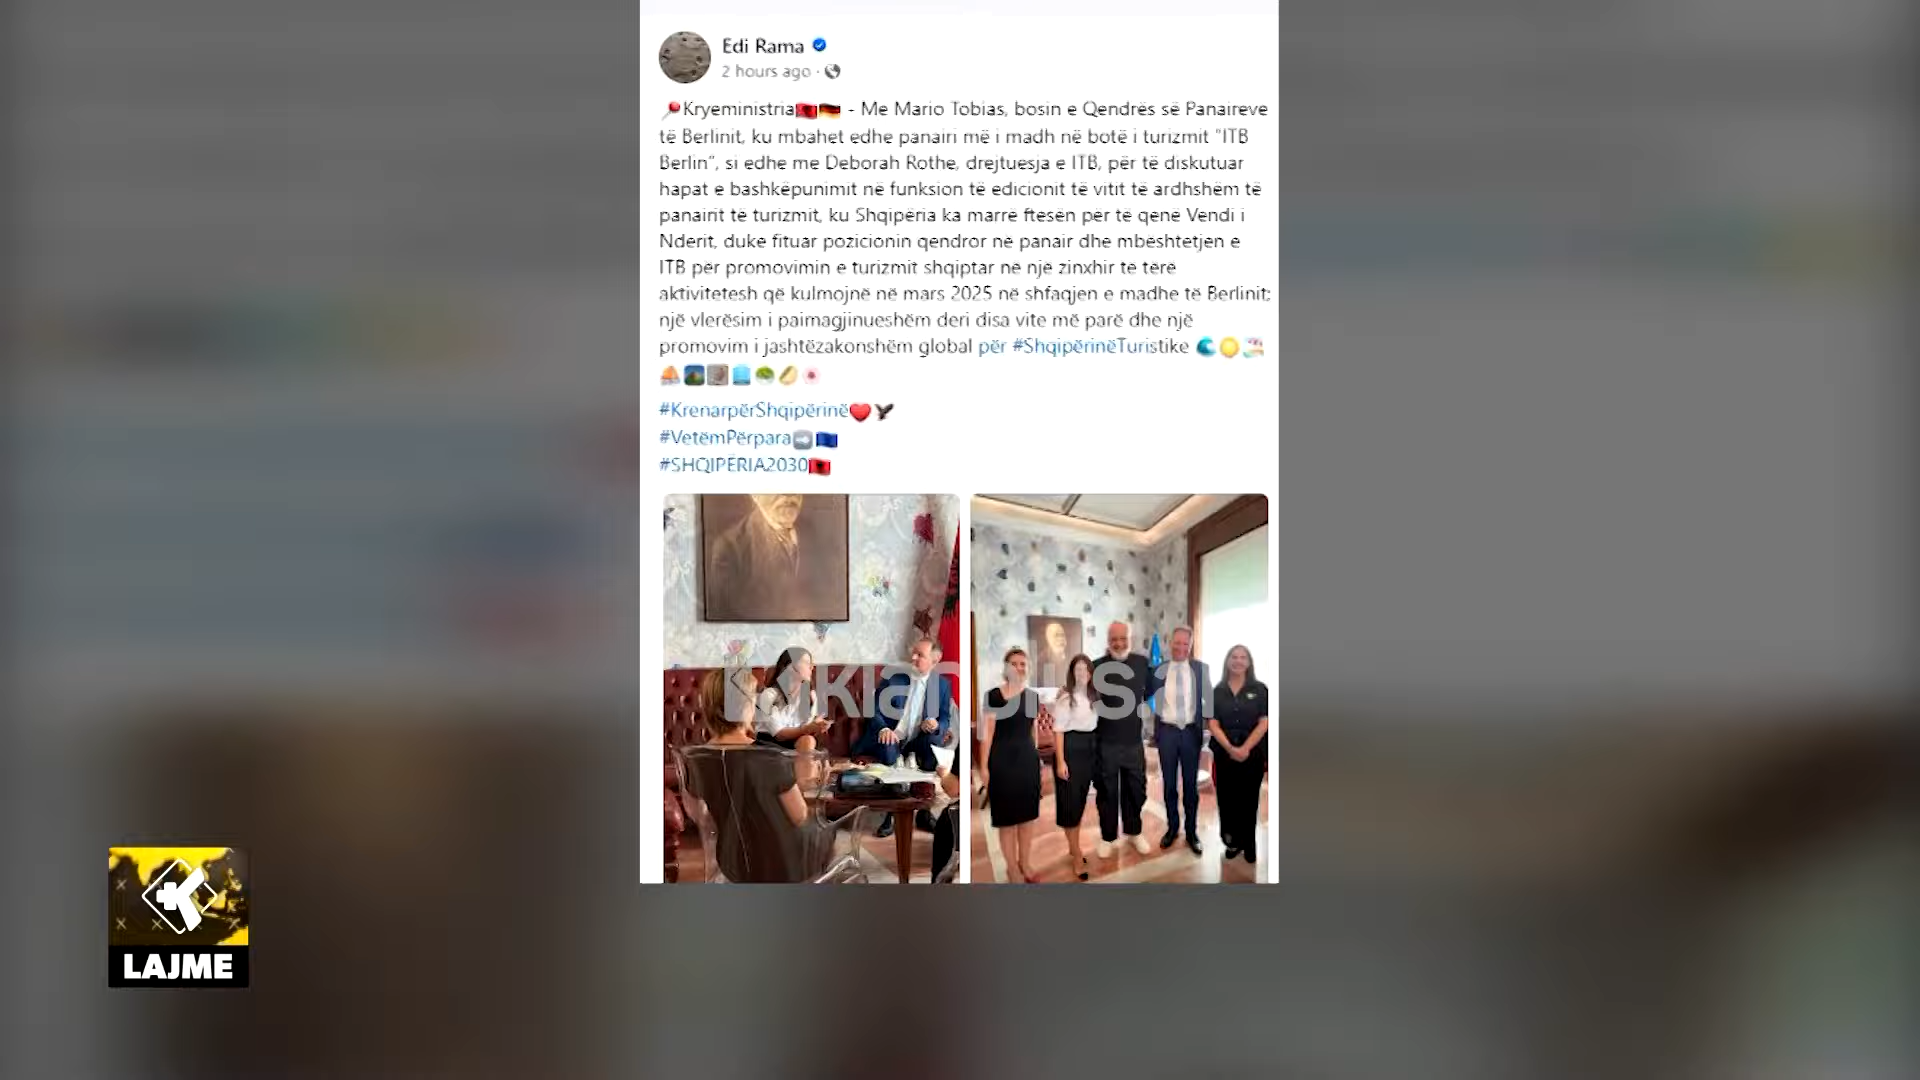 Edi Rama
2 hours ago ·
Kryeministria - Me Mario Tobias, bosin e Qendrës së Panaireve
të Berlinit, ku mbahet edhe panairi më i madh në botë i turizmit "ITB
Berlin", si edhe me Deborah Rothe, drejtuesja e ITB, për të diskutuar
hapat e bashkëpunimit në funksion të edicionit të vitit të ardhshëm të
panairit të turizmit, ku Shqipëria ka marrë ftesën për të qenë Vendi i
Nderit, duke fituar pozicionin qendror në panair dhe mbështetjen e
ITB për promovimin e turizmit shqiptar në një zinxhir të tërë
aktivitetesh që kulmojnë në mars 2025 në shfaqjen e madhe të Berlinit;
një vlerësim i paimagjinueshëm deri disa vite më parë dhe një
promovim i jashtëzakonshëm global për #ShqipërinëTuristike
#KrenarpërShqipërinë
#VetëmPërpara
#SHQIPËRIA2030
klanplus.al
LAJME